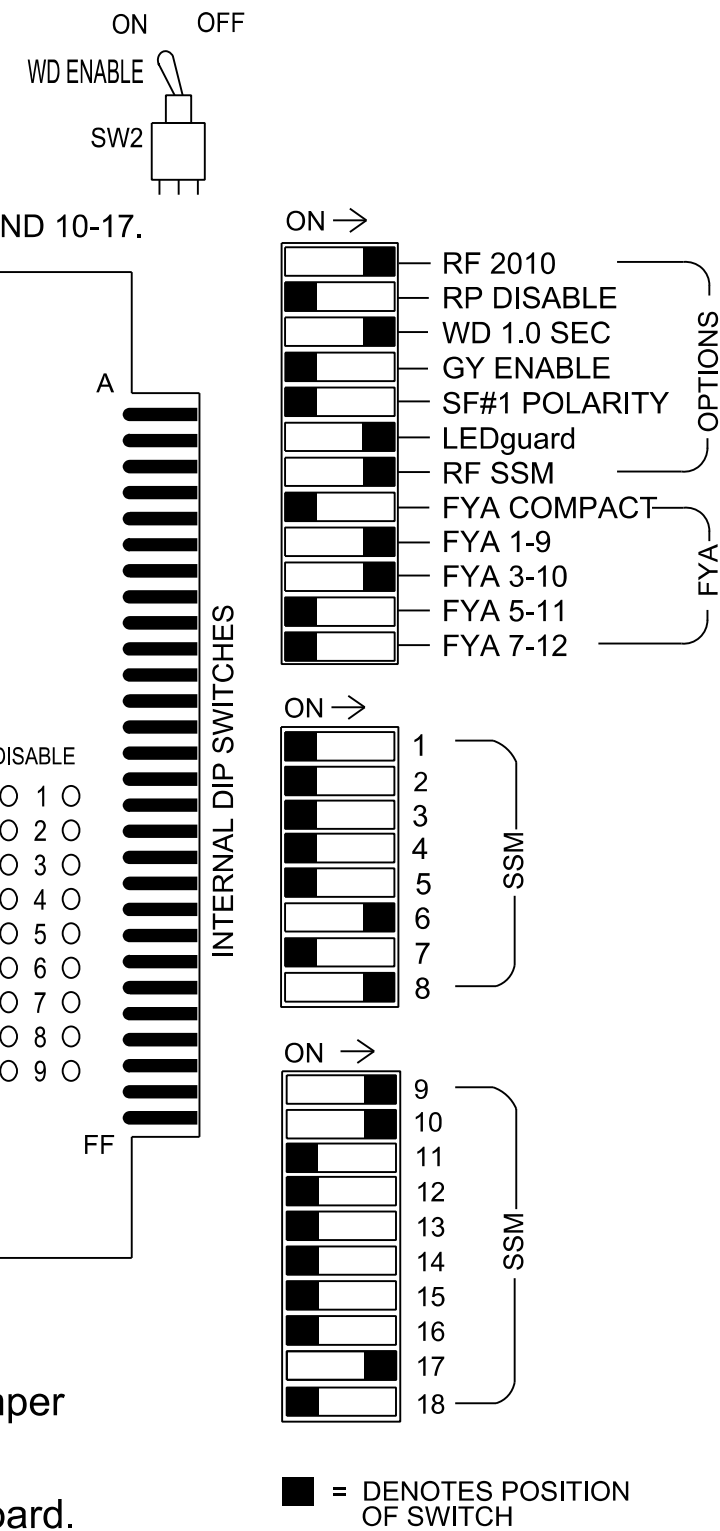 ON OFF
WD ENABLE
SW2
ND 10-17.
ON →
RF 2010
RP DISABLE
WD 1.0 SEC
GY ENABLE
SF#1 POLARITY
LEDguard
RF SSM
OPTIONS
FYA COMPACT
FYA 1-9
FYA 3-10
FYA 5-11
FYA 7-12
FYA
A
FF
INTERNAL DIP SWITCHES
DISABLE
1
2
3
4
5
6
7
8
9
ON →
1
2
3
4
5
6
7
8
SSM
ON →
9
10
11
12
13
14
15
16
17
18
SSM
nper
oard.
= DENOTES POSITION
OF SWITCH